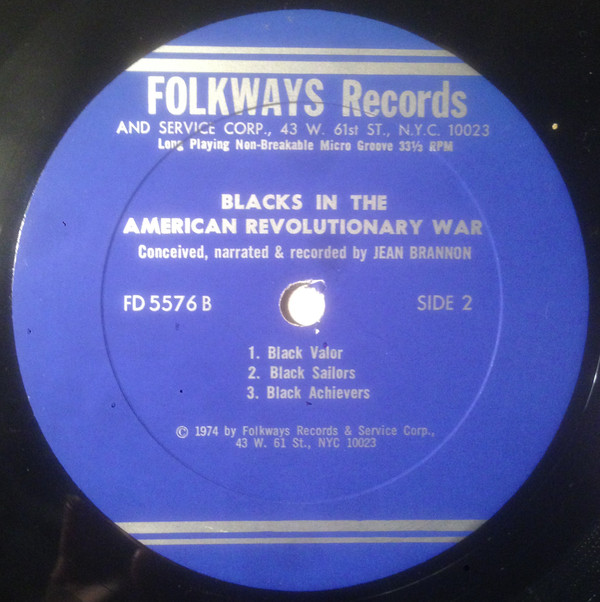 FOLKWAYS Records
AND SERVICE CORP., 43 W. 61st ST., N.Y.C. 10023
Long Playing Non-Breakable Micro Groove 33⅓ RPM
BLACKS IN THE
AMERICAN REVOLUTIONARY WAR
Conceived, narrated & recorded by JEAN BRANNON
FD 5576 B
SIDE 2
1. Black Valor
2. Black Sailors
3. Black Achievers
© 1974 by Folkways Records & Service Corp.,
43 W. 61 St., NYC 10023